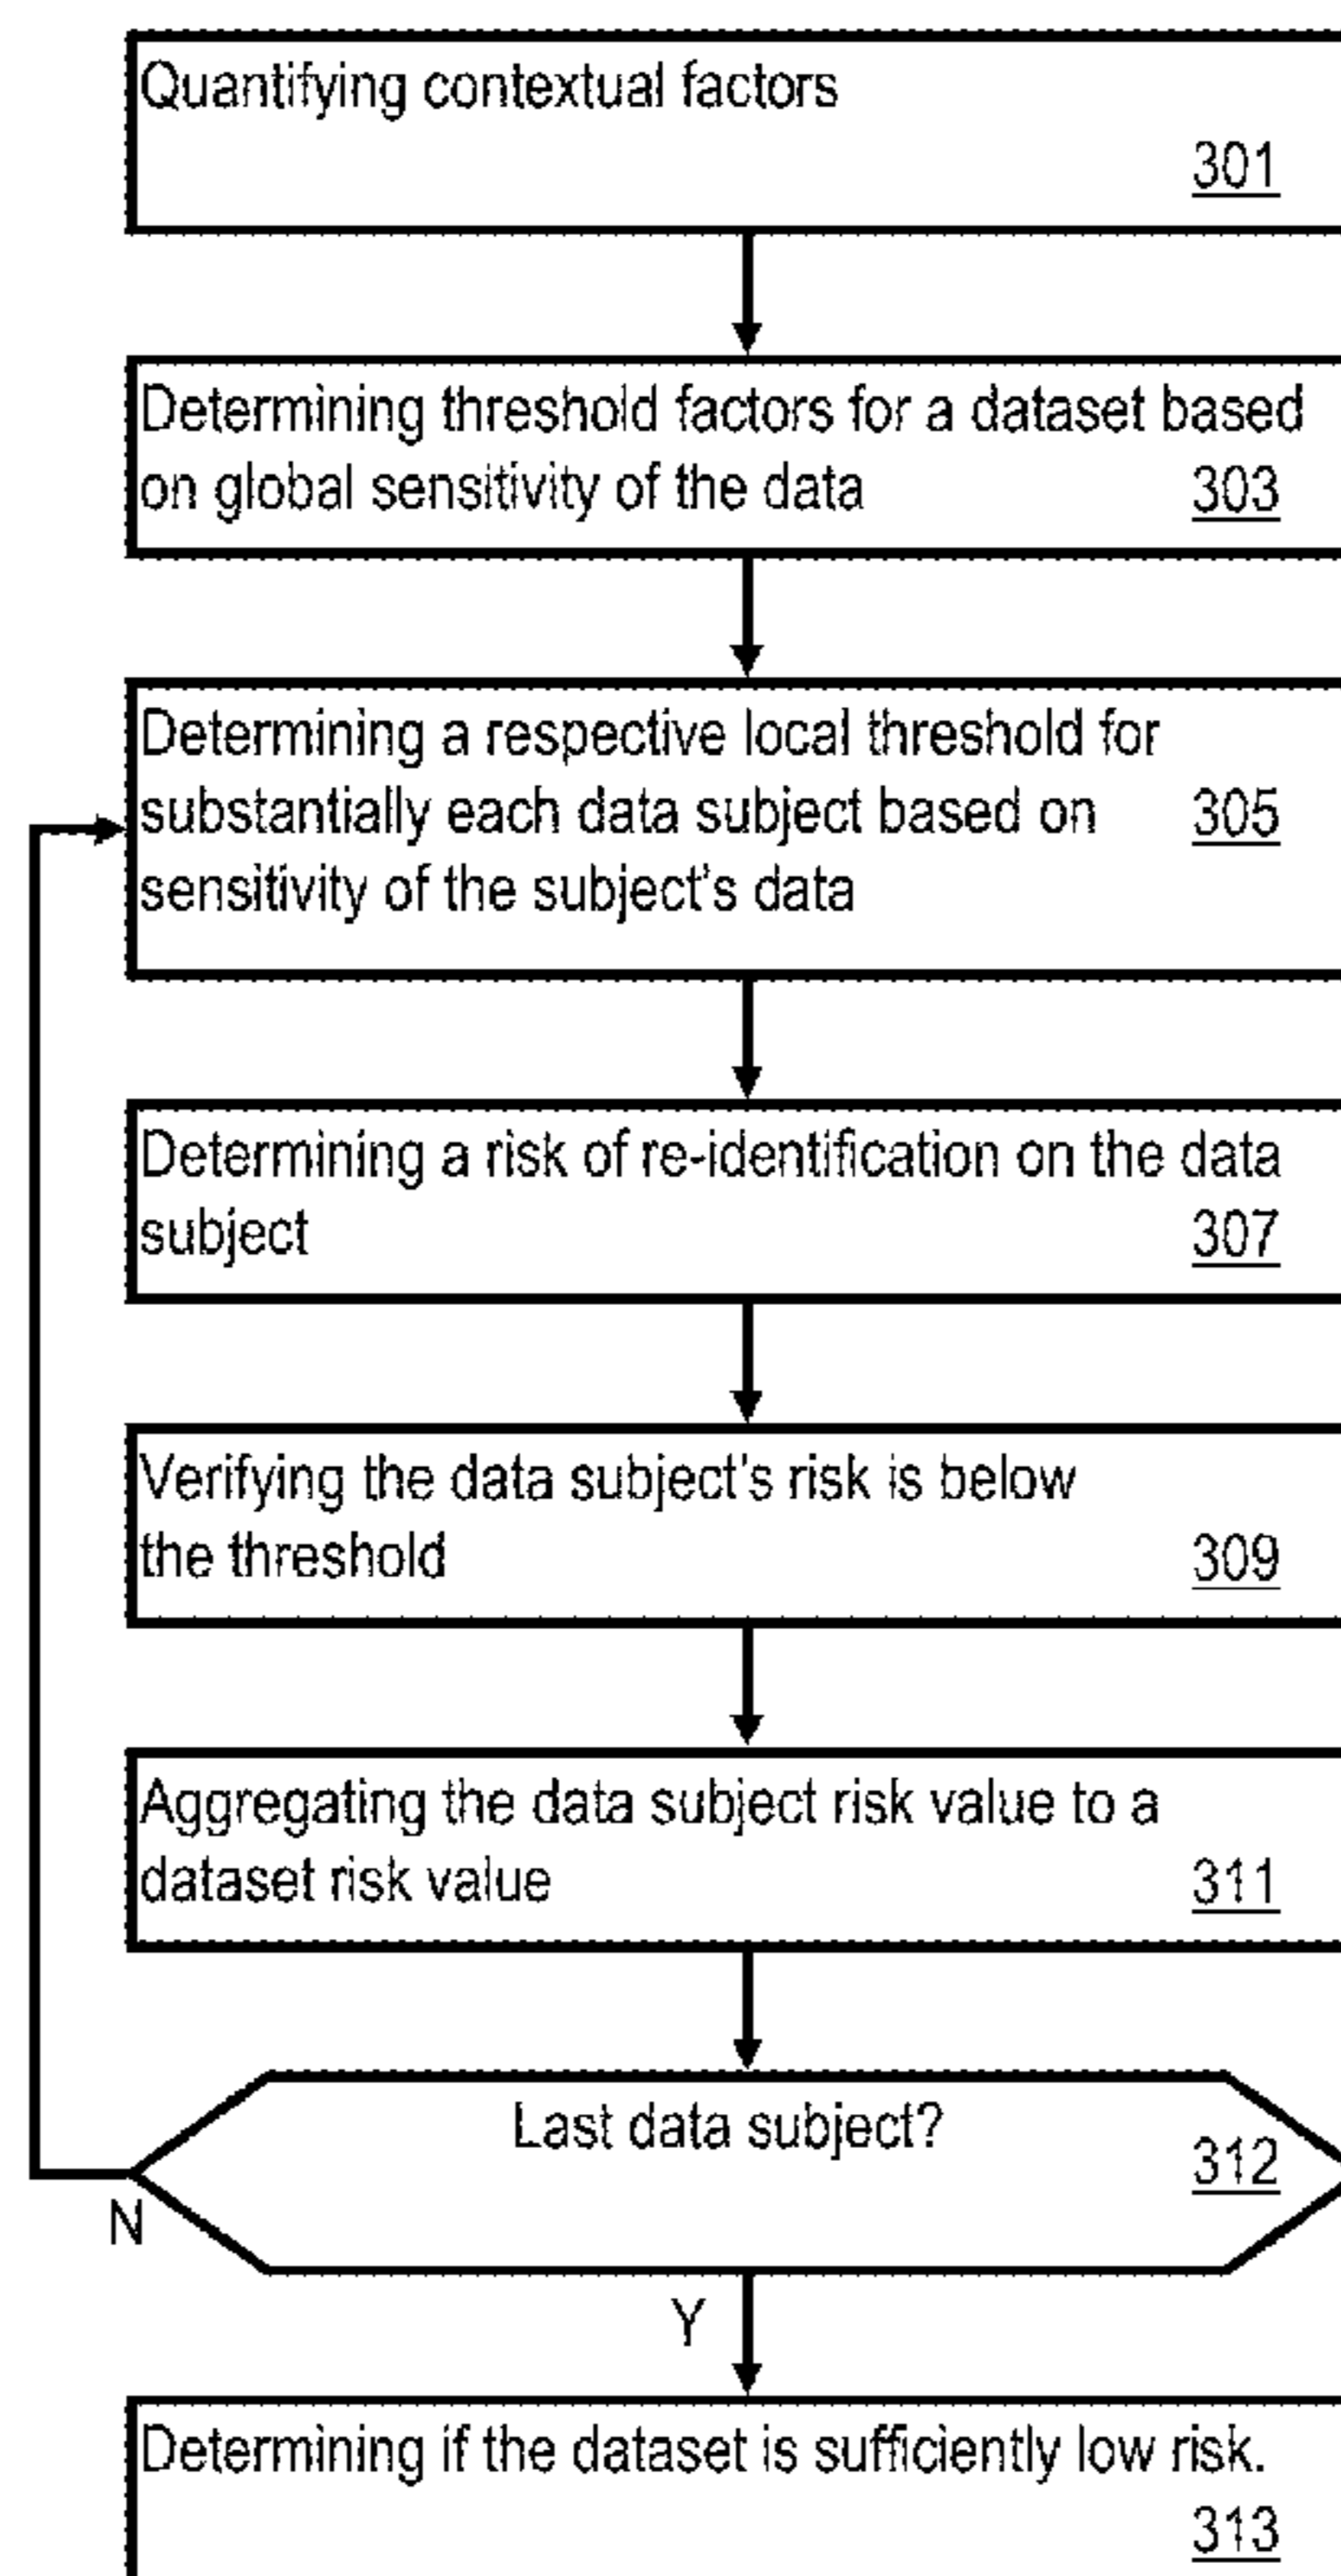 Quantifying contextual factors
301
Determining threshold factors for a dataset based
on global sensitivity of the data 303
Determining a respective local threshold for
substantially each data subject based on 305
sensitivity of the subject's data
Determining a risk of re-identification on the data
subject 307
Verifying the data subject's risk is below
the threshold 309
Aggregating the data subject risk value to a
dataset risk value 311
Last data subject?
312
N
Y
Determining if the dataset is sufficiently low risk.
313